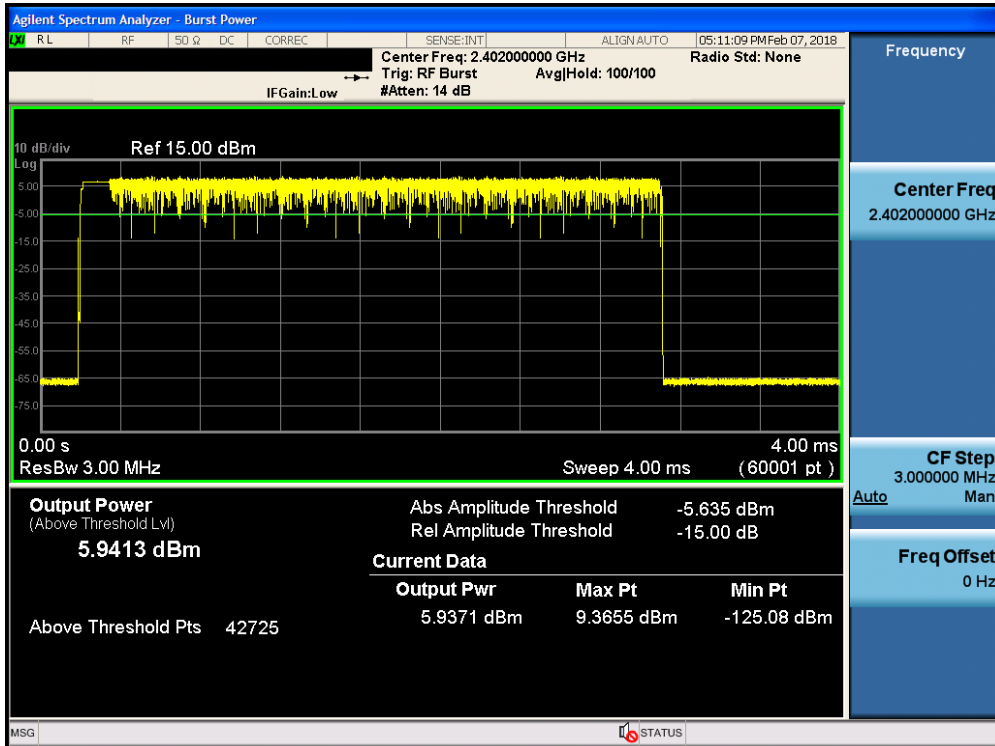 Agilent Spectrum Analyzer - Burst Power
LXI RL RF 50 Ω DC CORREC SENSE:INT ALIGN AUTO 05:11:09 PM Feb 07, 2018
Center Freq: 2.402000000 GHz Radio Std: None
Trig: RF Burst Avg|Hold: 100/100
IFGain:Low #Atten: 14 dB
Frequency
10 dB/div Ref 15.00 dBm
Log
5.00
-5.00
-15.0
-25.0
-35.0
-45.0
-55.0
-65.0
-75.0
0.00 s 4.00 ms
ResBw 3.00 MHz Sweep 4.00 ms (60001 pt)
Center Freq
2.402000000 GHz
CF Step
3.000000 MHz
Auto Man
Freq Offset
0 Hz
Output Power
(Above Threshold Lvl)
5.9413 dBm
Above Threshold Pts 42725
Abs Amplitude Threshold -5.635 dBm
Rel Amplitude Threshold -15.00 dB
Current Data
Output Pwr Max Pt Min Pt
5.9371 dBm 9.3655 dBm -125.08 dBm
MSG STATUS